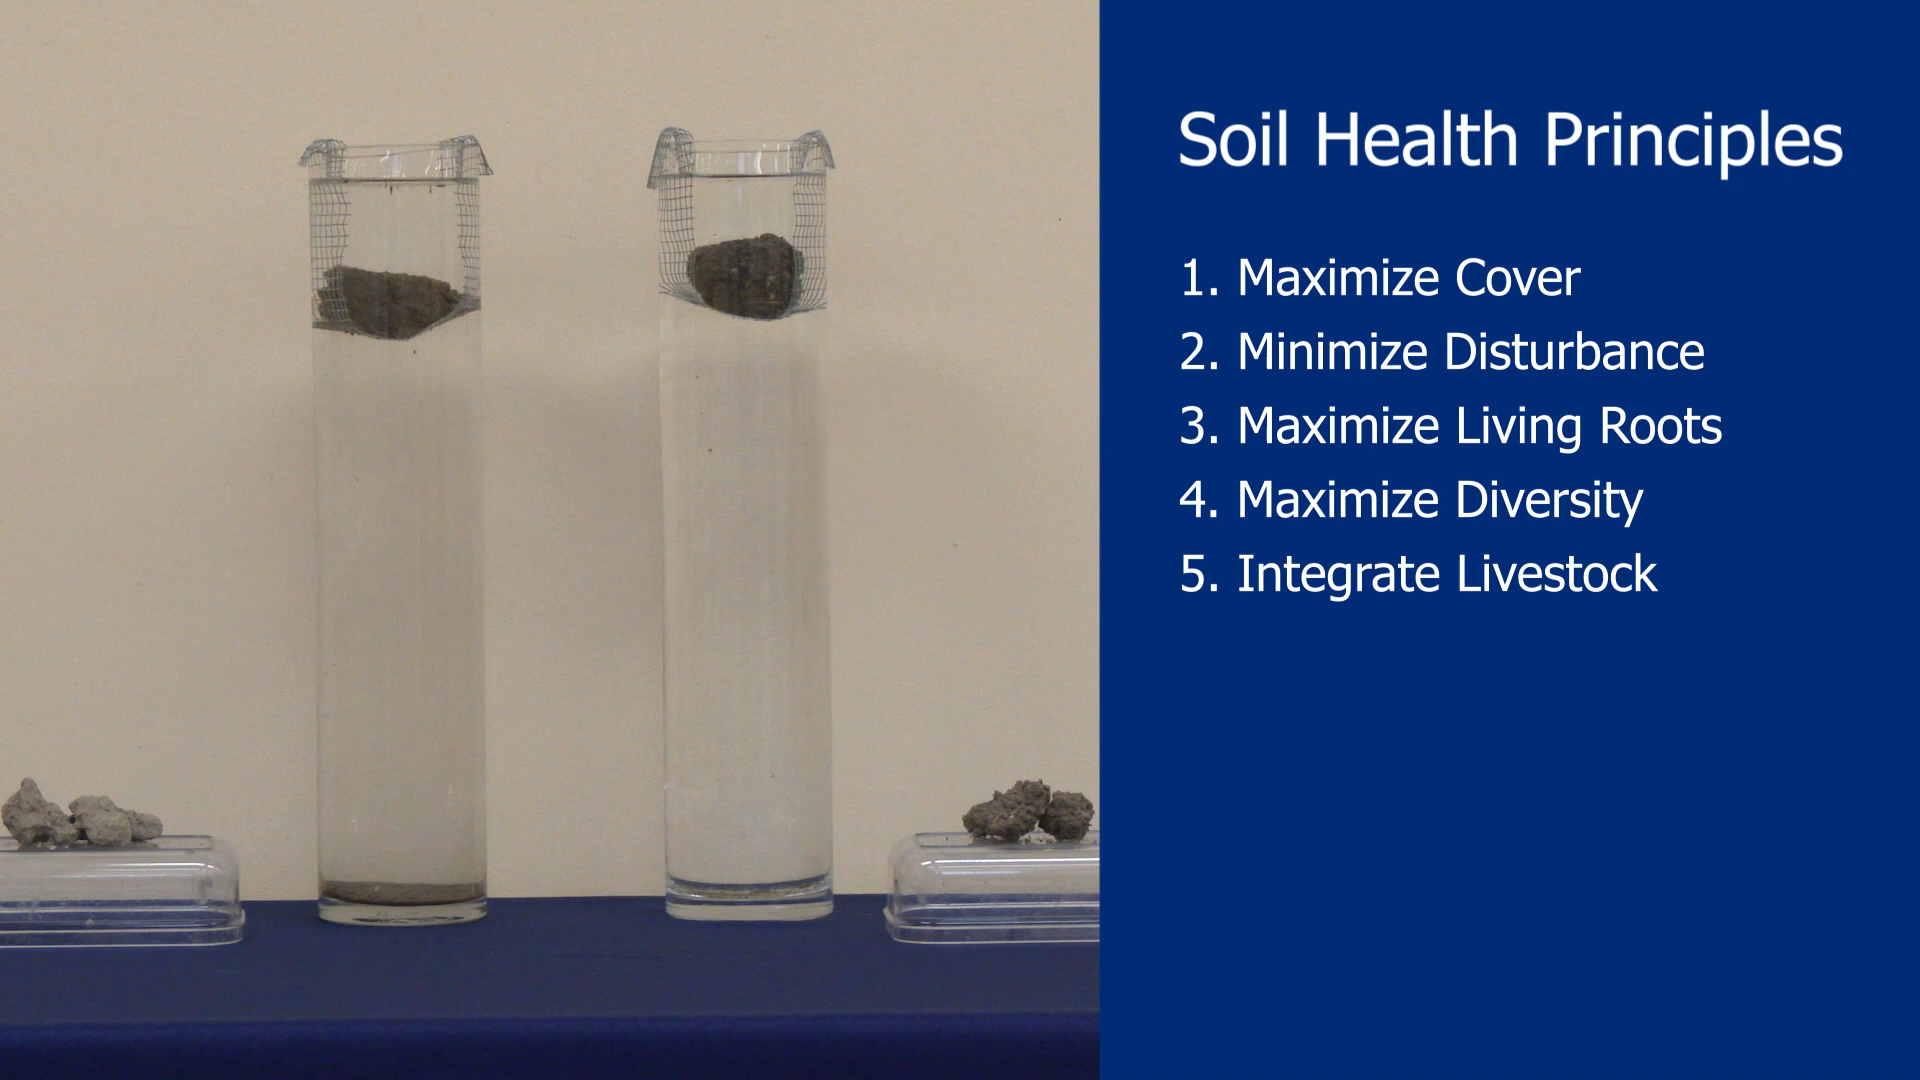 Soil Health Principles
1. Maximize Cover
2. Minimize Disturbance
3. Maximize Living Roots
4. Maximize Diversity
5. Integrate Livestock